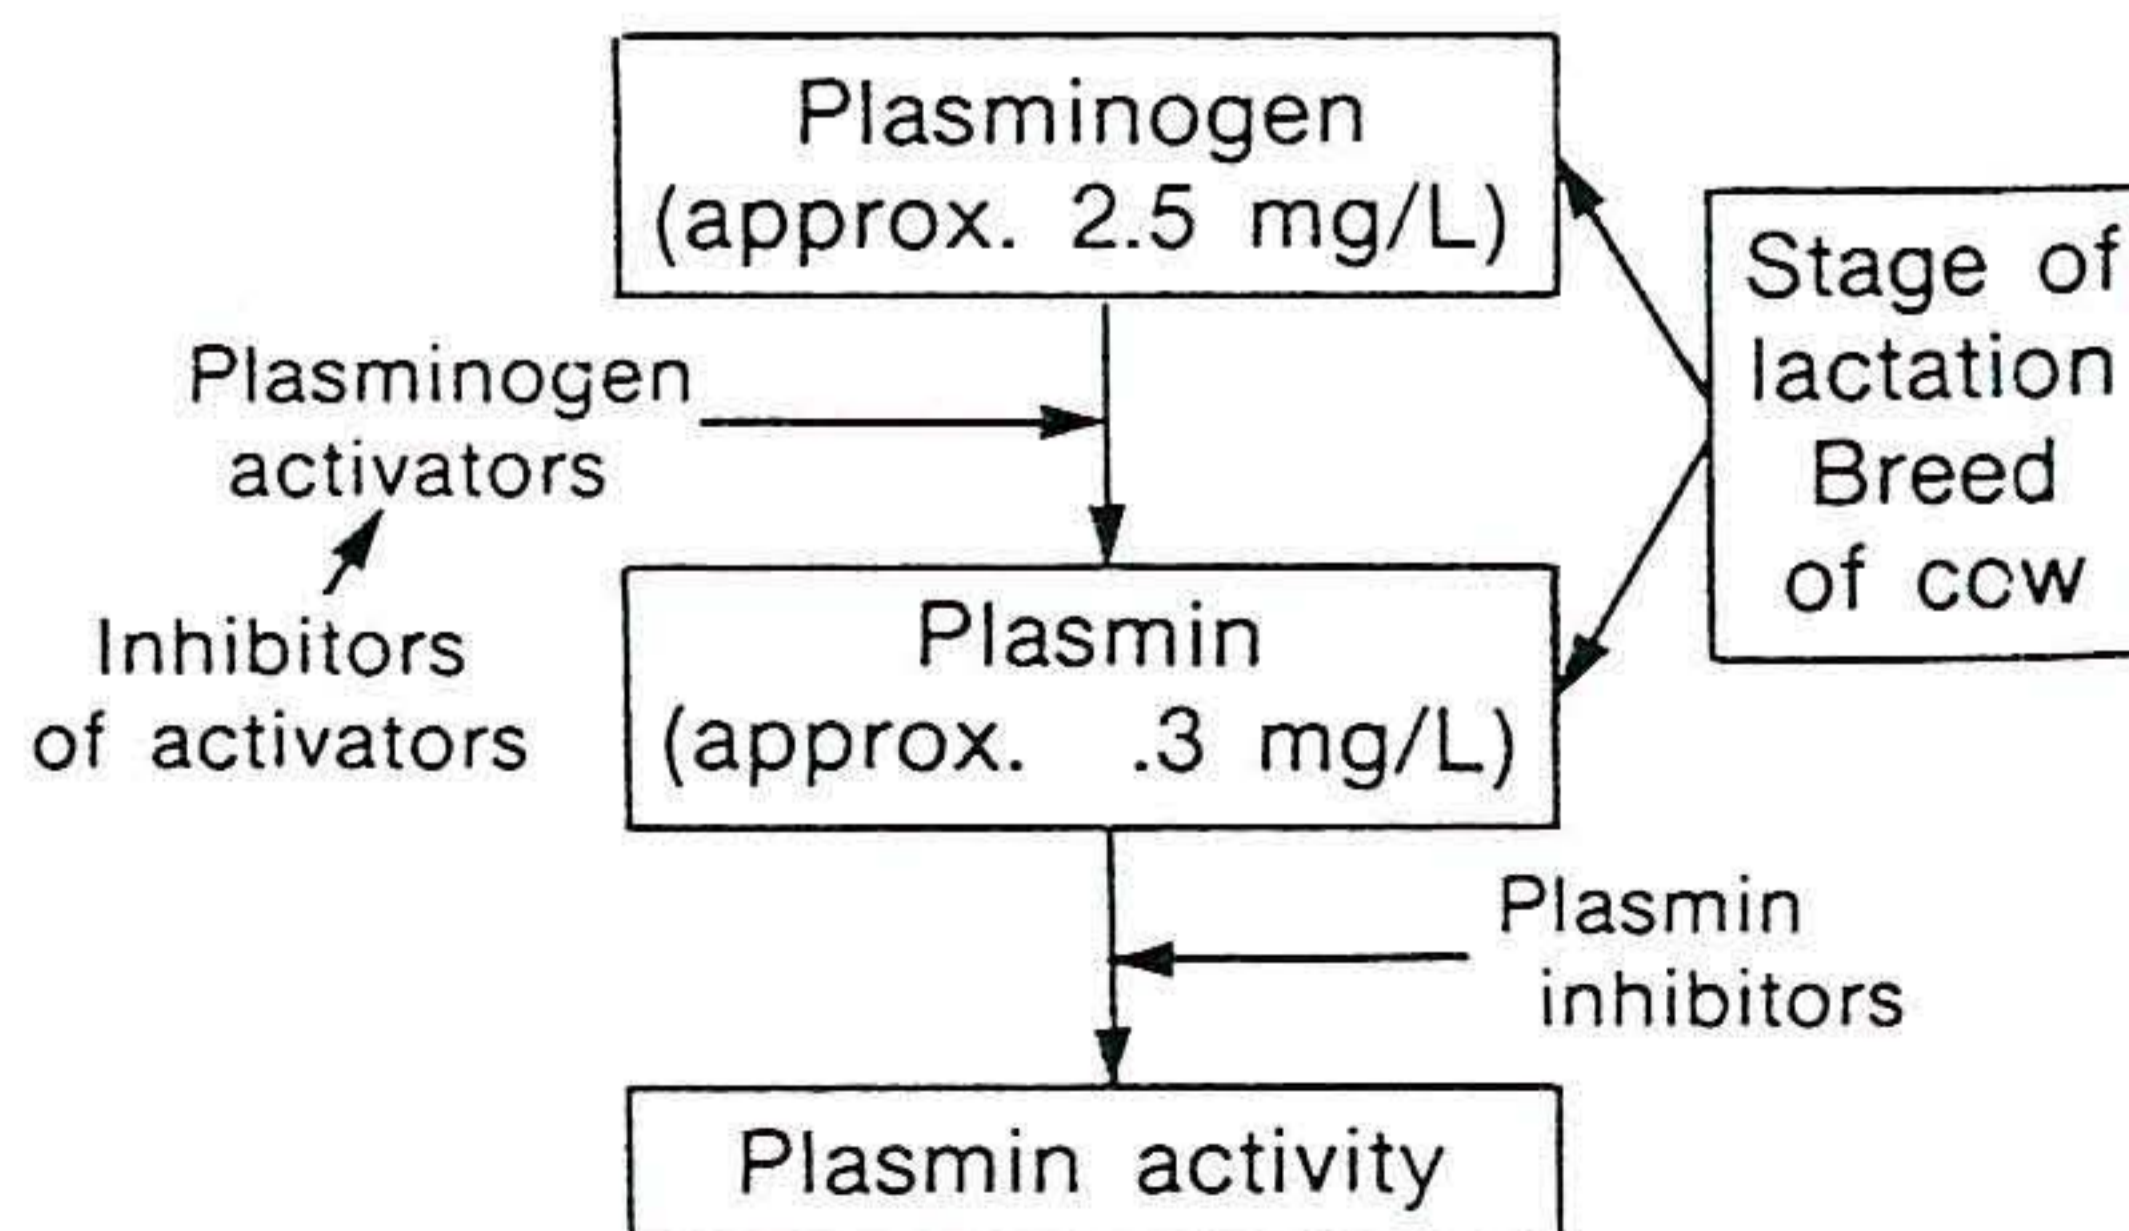 Plasminogen
(approx. 2.5 mg/L)
Stage of
lactation
Breed
of ccw
Plasminogen
activators
Inhibitors
of activators
Plasmin
(approx. .3 mg/L)
Plasmin
inhibitors
Plasmin activity